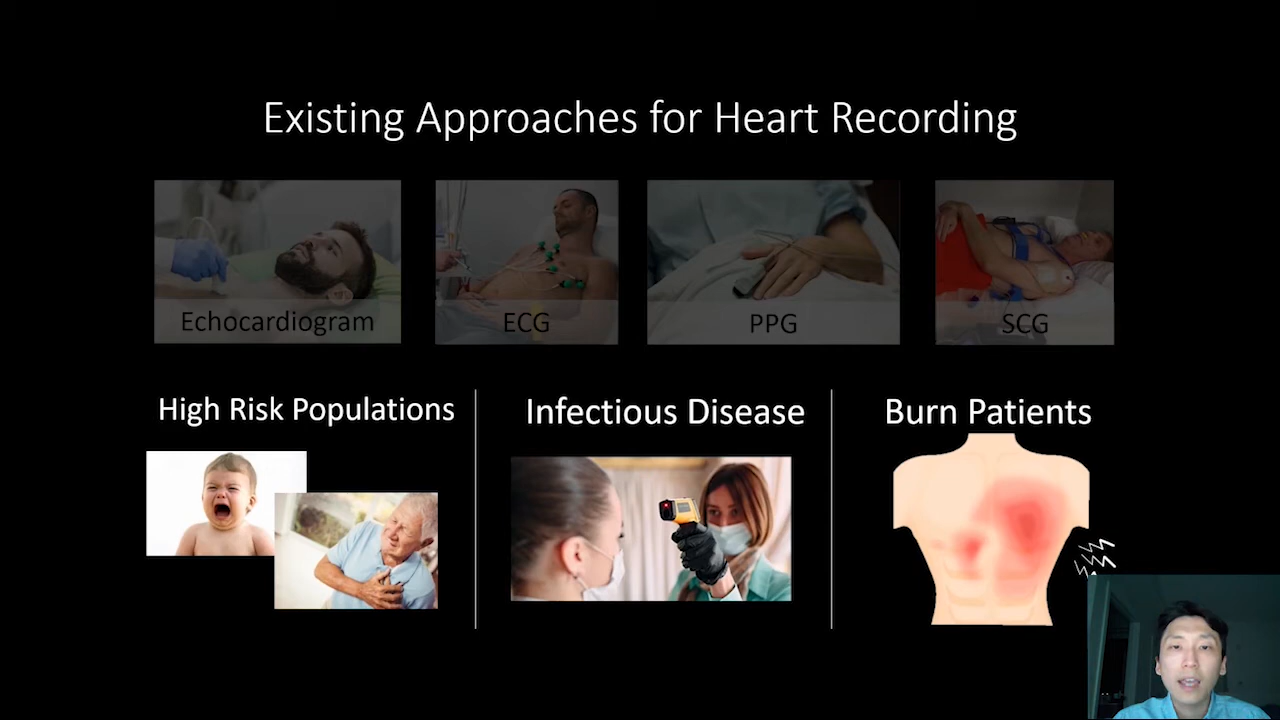 Existing Approaches for Heart Recording
Echocardiogram
ECG
PPG
SCG
High Risk Populations
Infectious Disease
Burn Patients